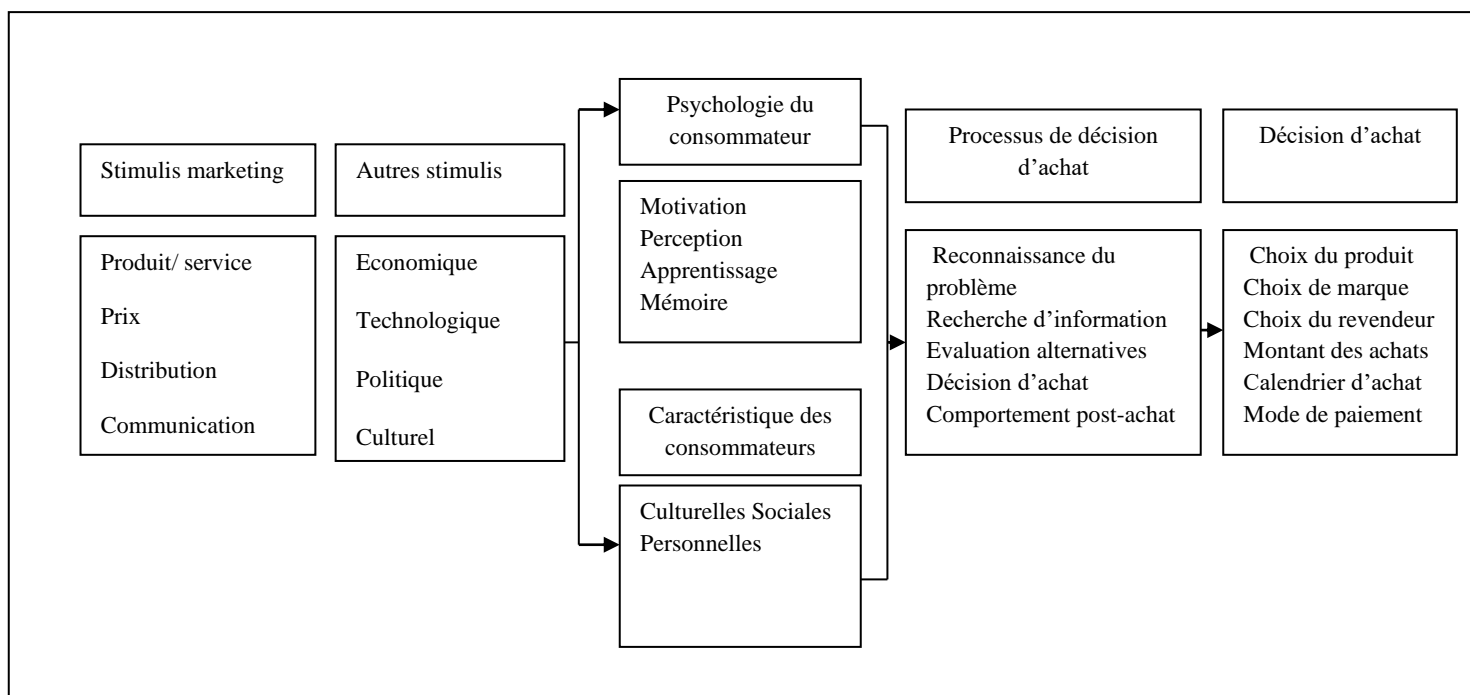 Stimulis marketing
Produit/ service
Prix
Distribution
Communication
Autres stimulis
Economique
Technologique
Politique
Culturel
Psychologie du
consommateur
Motivation
Perception
Apprentissage
Mémoire
Caractéristique des
consommateurs
Culturelles Sociales
Personnelles
Processus de décision
d’achat
Reconnaissance du
problème
Recherche d’information
Evaluation alternatives
Décision d’achat
Comportement post-achat
Décision d’achat
Choix du produit
Choix de marque
Choix du revendeur
Montant des achats
Calendrier d’achat
Mode de paiement